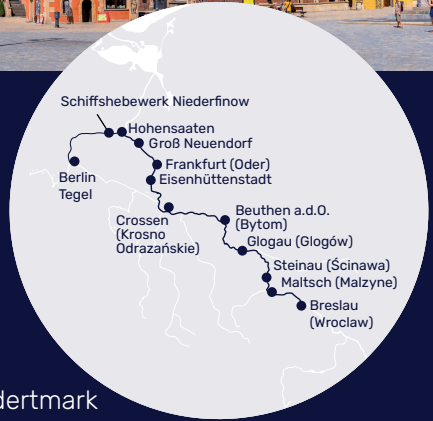 Schiffshebewerk Niederfinow
Hohensaaten
Groß Neuendorf
Frankfurt (Oder)
Eisenhüttenstadt
Berlin
Tegel
Crossen
(Krosno
Odrazańskie)
Beuthen a.d.O.
(Bytom)
Glogau (Glogów)
Steinau (Ścinawa)
Maltsch (Malzyne)
Breslau
(Wroclaw)
dertmark